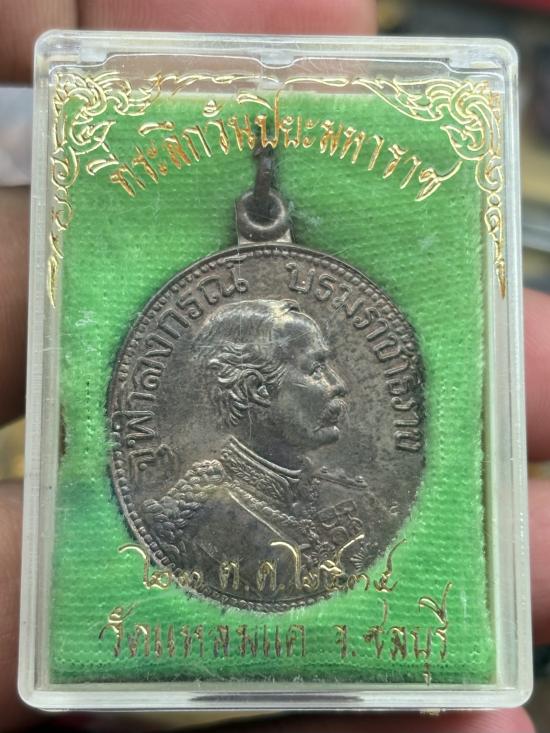 ที่ระลึกวันปิยะมหาราช
จุฬาลงกรณ์ บรมราชาธิราช
๒๓ ต.ค. ๒๕๓๕
วัดแหลมแค จ.ชลบุรี